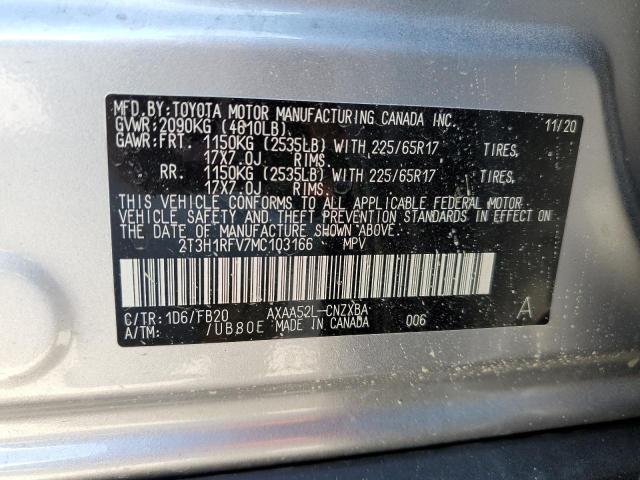 MFD.BY: TOYOTA MOTOR MANUFACTURING CANADA INC. 11/20
GVWR: 2090KG (4610LB).
GAWR: FRT. 1150KG (2535LB) WITH 225/65R17 TIRES,
17X7.0J RIMS.
RR. 1150KG (2535LB) WITH 225/65R17 TIRES,
17X7.0J RIMS.
THIS VEHICLE CONFORMS TO ALL APPLICABLE FEDERAL MOTOR
VEHICLE SAFETY AND THEFT PREVENTION STANDARDS IN EFFECT ON
THE DATE OF MANUFACTURE SHOWN ABOVE.
2T3H1RFV7MC103166 MPV
C/TR: 1D6/FB20 AXAA52L-CNZXBA A
A/TM: /UB80E MADE IN CANADA 006